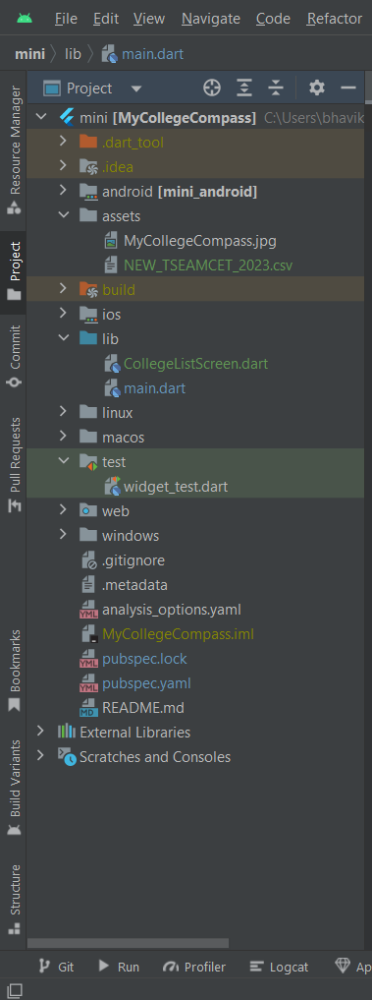 File Edit View Navigate Code Refactor
mini lib main.dart
Project
mini [MyCollegeCompass] C:\Users\bhavik
.dart_tool
.idea
android [mini_android]
assets
MyCollegeCompass.jpg
NEW_TSEAMCET_2023.csv
build
ios
lib
CollegeListScreen.dart
main.dart
linux
macos
test
widget_test.dart
web
windows
.gitignore
.metadata
YML analysis_options.yaml
MyCollegeCompass.iml
YML pubspec.lock
YML pubspec.yaml
MD README.md
External Libraries
Scratches and Consoles
Resource Manager
Project
Commit
Pull Requests
Bookmarks
Build Variants
Structure
Git Run Profiler Logcat Ap